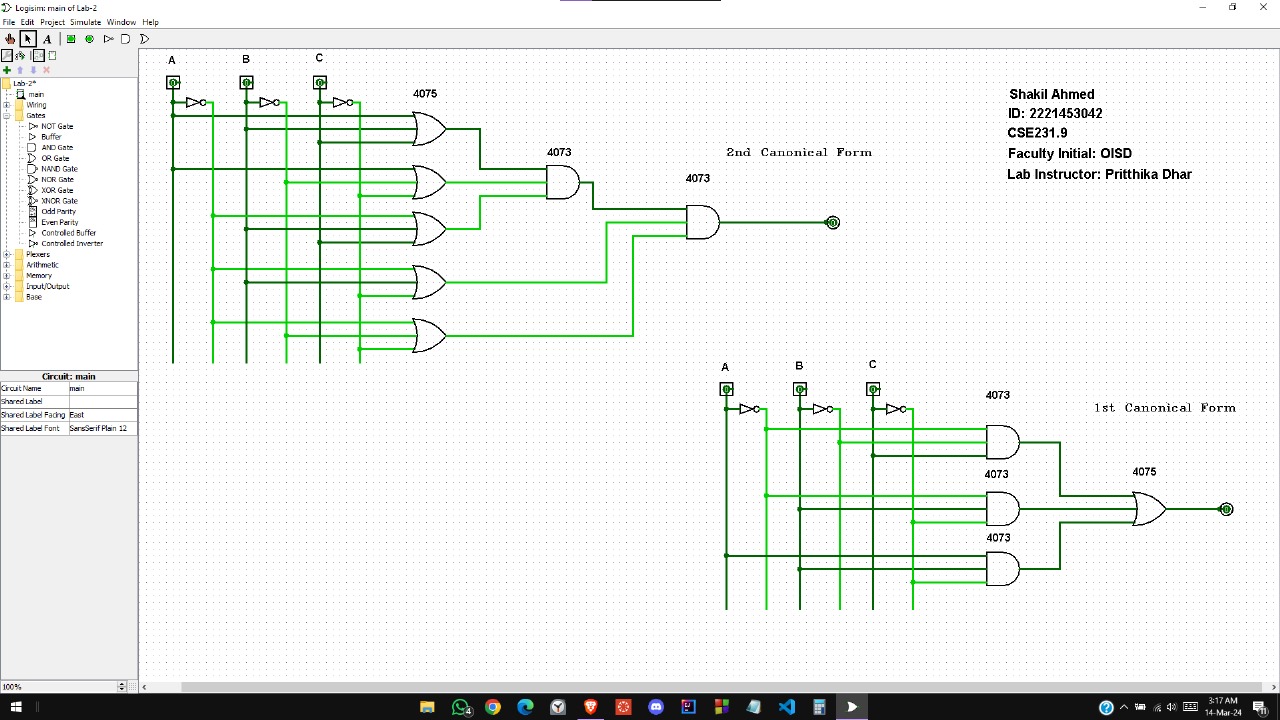 Logisim: main of Lab-2
File Edit Project Simulate Window Help
A
Lab-2*
main
Wiring
Gates
NOT Gate
Buffer
AND Gate
OR Gate
NAND Gate
NOR Gate
XOR Gate
XNOR Gate
Odd Parity
Even Parity
Controlled Buffer
Controlled Inverter
Plexers
Arithmetic
Memory
Input/Output
Base
Circuit: main
Circuit Name main
Shared Label
Shared Label Facing East
Shared Label Font SansSerif Plain 12
100%
A B C
4075
4073
4073
2nd Canonical Form
Shakil Ahmed
ID: 2221453042
CSE231.9
Faculty Initial: OISD
Lab Instructor: Pritthika Dhar
A B C
4073
4073
4073
4075
1st Canonical Form
4
3:17 AM
14-Mar-24